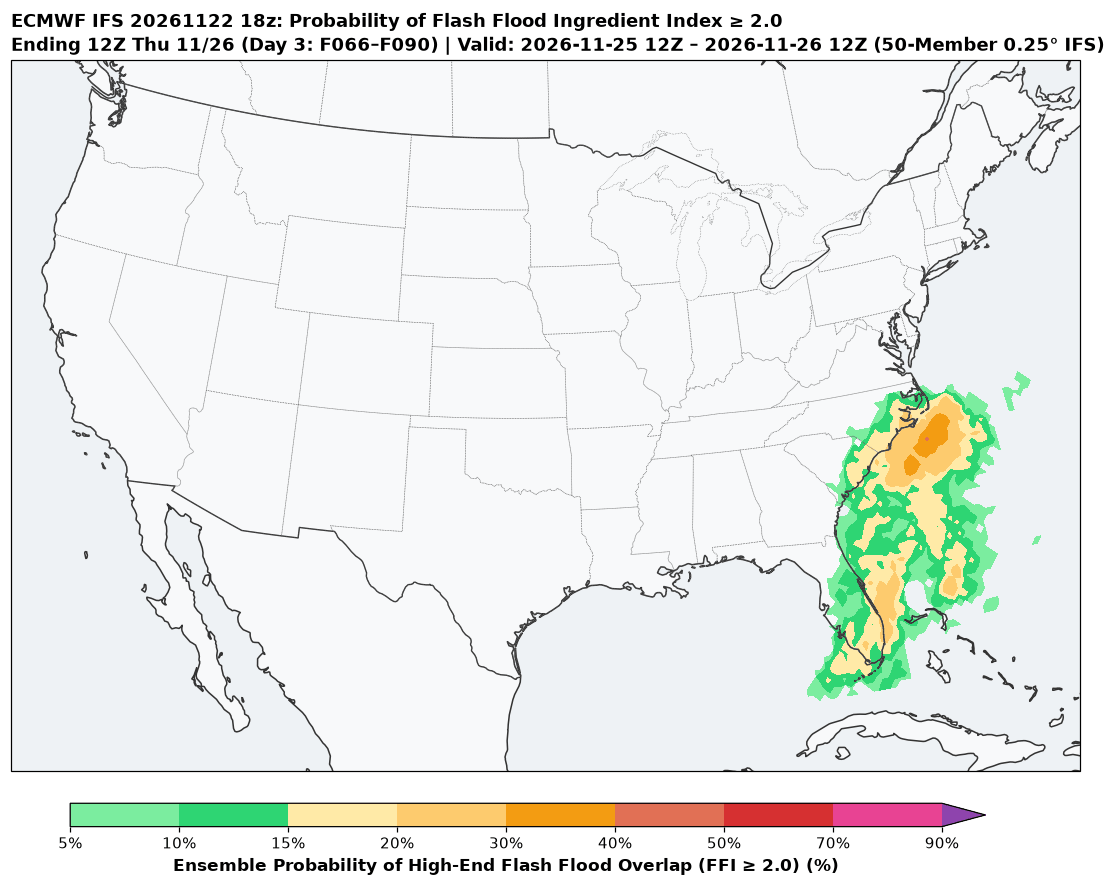 ECMWF IFS 20261122 18z: Probability of Flash Flood Ingredient Index ≥ 2.0
Ending 12Z Thu 11/26 (Day 3: F066–F090) | Valid: 2026-11-25 12Z – 2026-11-26 12Z (50-Member 0.25° IFS)
5% 10% 15% 20% 30% 40% 50% 70% 90%
Ensemble Probability of High-End Flash Flood Overlap (FFI ≥ 2.0) (%)